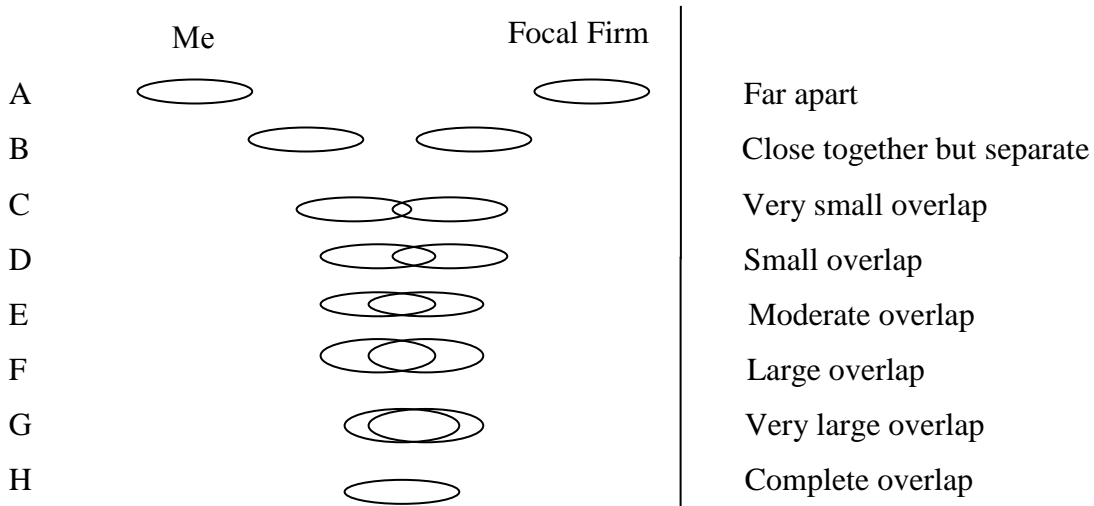 Me Focal Firm
A Far apart
B Close together but separate
C Very small overlap
D Small overlap
E Moderate overlap
F Large overlap
G Very large overlap
H Complete overlap